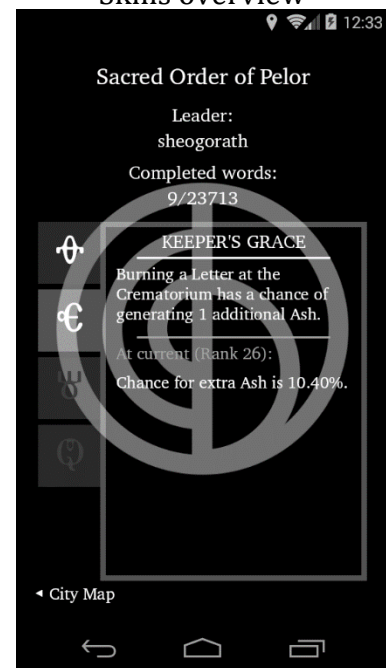 Skills overview
12:33
Sacred Order of Pelor
Leader:
sheogorath
Completed words:
9/23713
KEEPER'S GRACE
Burning a Letter at the
Crematorium has a chance of
generating 1 additional Ash.
At current (Rank 26):
Chance for extra Ash is 10.40%.
◂ City Map